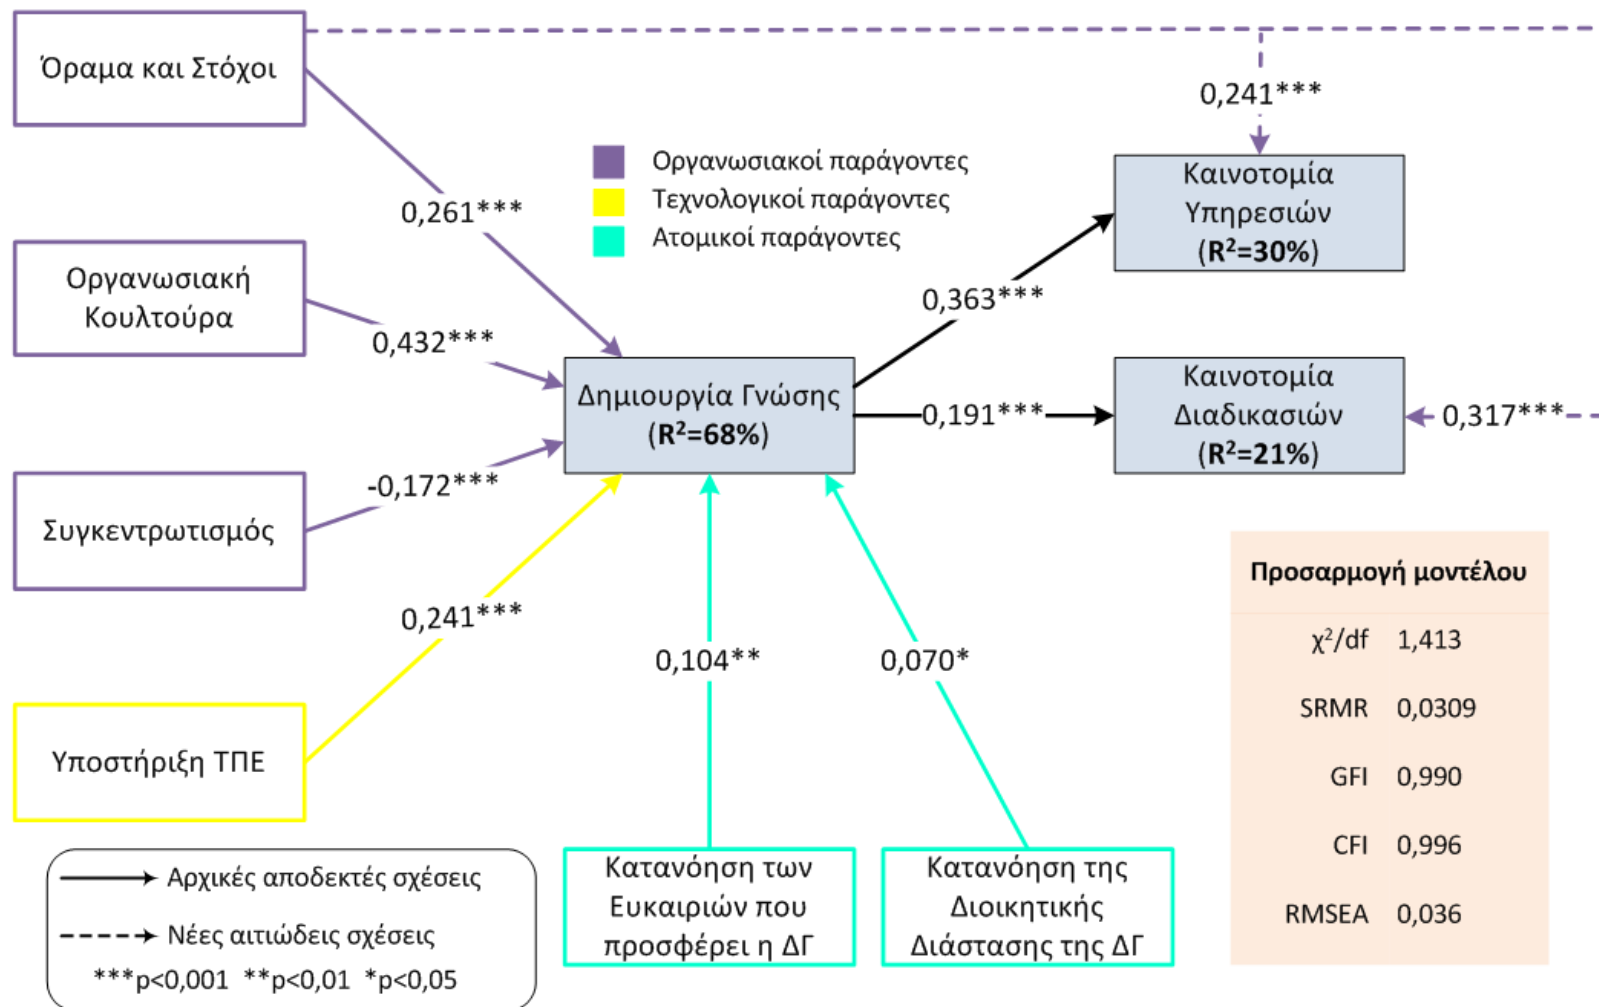 Όραμα και Στόχοι
0,241***
Οργανωσιακοί παράγοντες
Τεχνολογικοί παράγοντες
Ατομικοί παράγοντες
Καινοτομία
Υπηρεσιών
(R²=30%)
0,261***
Οργανωσιακή
Κουλτούρα
0,432***
0,363***
Δημιουργία Γνώσης
(R²=68%)
0,191***
Καινοτομία
Διαδικασιών
(R²=21%)
0,317***
-0,172***
Συγκεντρωτισμός
0,241***
0,104**
0,070*
Υποστήριξη ΤΠΕ
Προσαρμογή μοντέλου
χ²/df 1,413
SRMR 0,0309
GFI 0,990
CFI 0,996
RMSEA 0,036
Κατανόηση των
Ευκαιριών που
προσφέρει η ΔΓ
Κατανόηση της
Διοικητικής
Διάστασης της ΔΓ
Αρχικές αποδεκτές σχέσεις
Νέες αιτιώδεις σχέσεις
***p<0,001 **p<0,01 *p<0,05